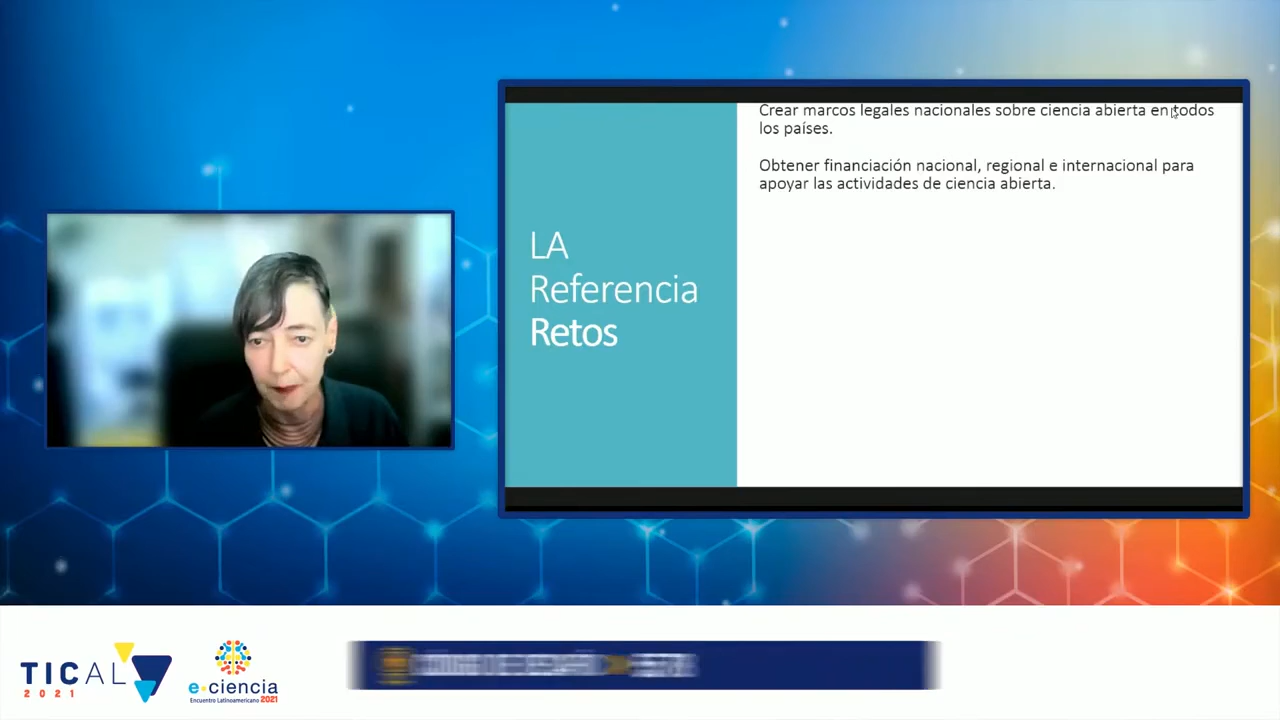 Crear marcos legales nacionales sobre ciencia abierta en todos
los países.
Obtener financiación nacional, regional e internacional para
apoyar las actividades de ciencia abierta.
LA
Referencia
Retos
TICAL
2021
e·ciencia
Encuentro Latinoamericano 2021